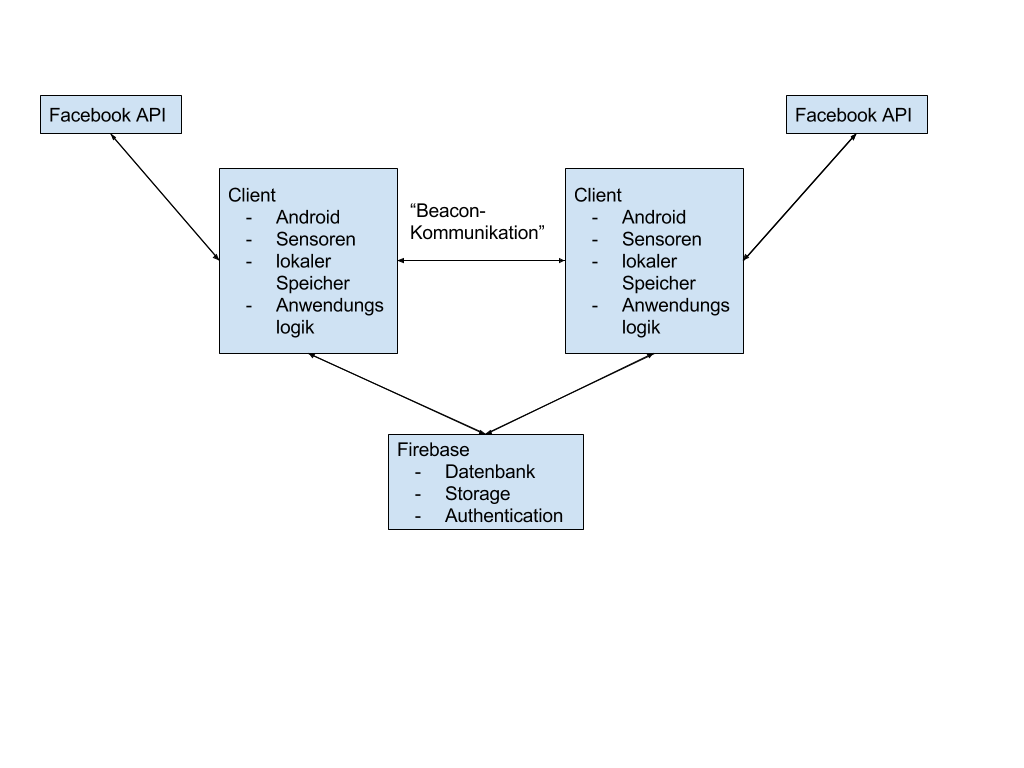 Facebook API
Facebook API
Client
- Android
- Sensoren
- lokaler
Speicher
- Anwendungs
logik
“Beacon-
Kommunikation”
Client
- Android
- Sensoren
- lokaler
Speicher
- Anwendungs
logik
Firebase
- Datenbank
- Storage
- Authentication